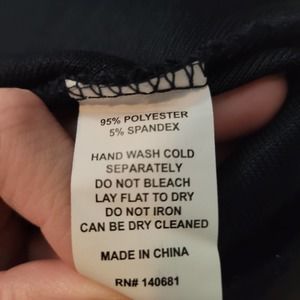 95% POLYESTER
5% SPANDEX
HAND WASH COLD
SEPARATELY
DO NOT BLEACH
LAY FLAT TO DRY
DO NOT IRON
CAN BE DRY CLEANED
MADE IN CHINA
RN# 140681